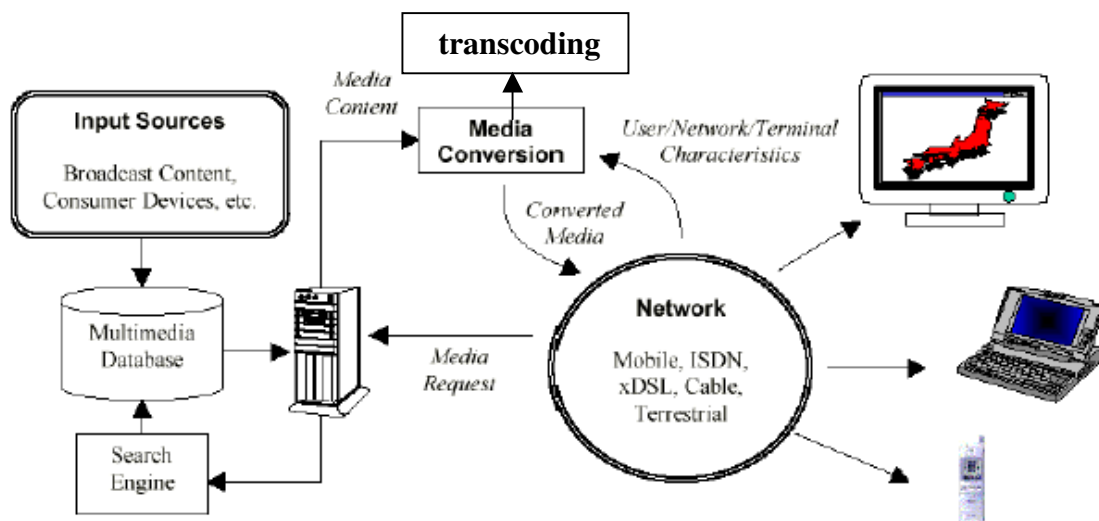 transcoding
Media
Content
Input Sources
Broadcast Content,
Consumer Devices, etc.
Media
Conversion
User/Network/Terminal
Characteristics
Converted
Media
Multimedia
Database
Media
Request
Network
Mobile, ISDN,
xDSL, Cable,
Terrestrial
Search
Engine